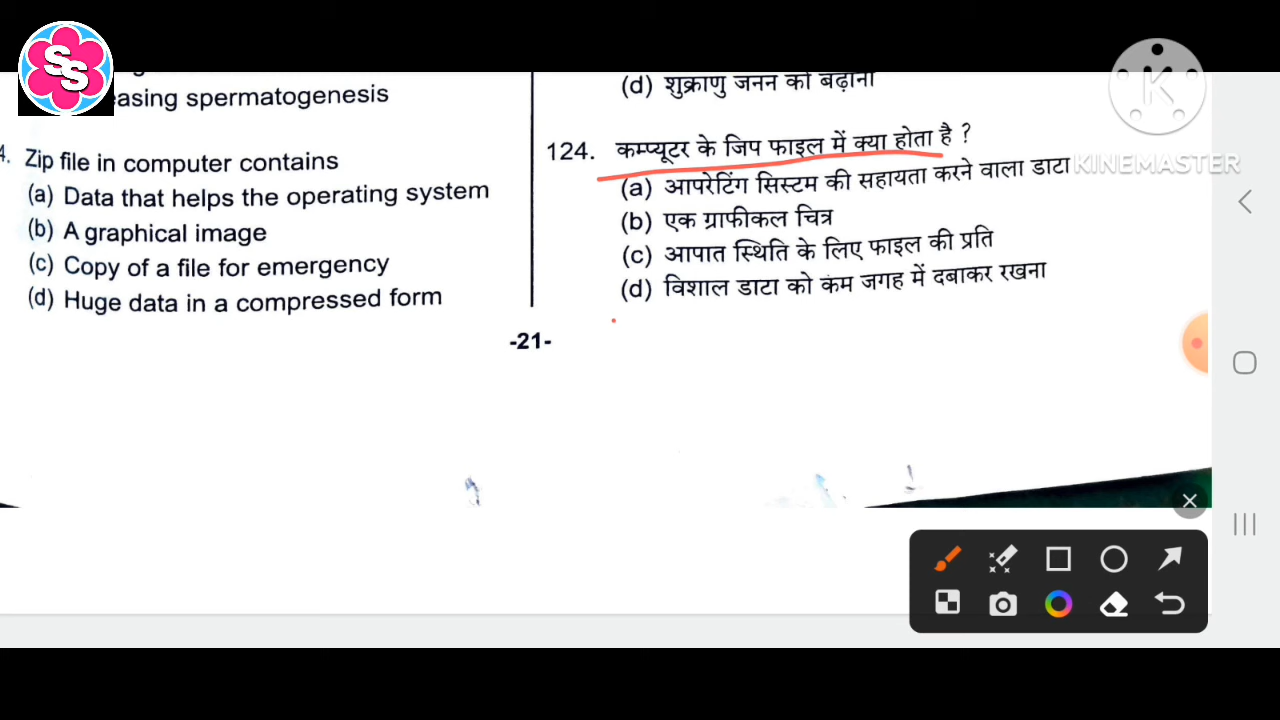 SS
easing spermatogenesis
4. Zip file in computer contains
(a) Data that helps the operating system
(b) A graphical image
(c) Copy of a file for emergency
(d) Huge data in a compressed form
(d) शुक्राणु जनन को बढ़ाना
124. कम्प्यूटर के जिप फाइल में क्या होता है ?
(a) आपरेटिंग सिस्टम की सहायता करने वाला डाटा
(b) एक ग्राफीकल चित्र
(c) आपात स्थिति के लिए फाइल की प्रति
(d) विशाल डाटा को कम जगह में दबाकर रखना
-21-
K
KINEMASTER